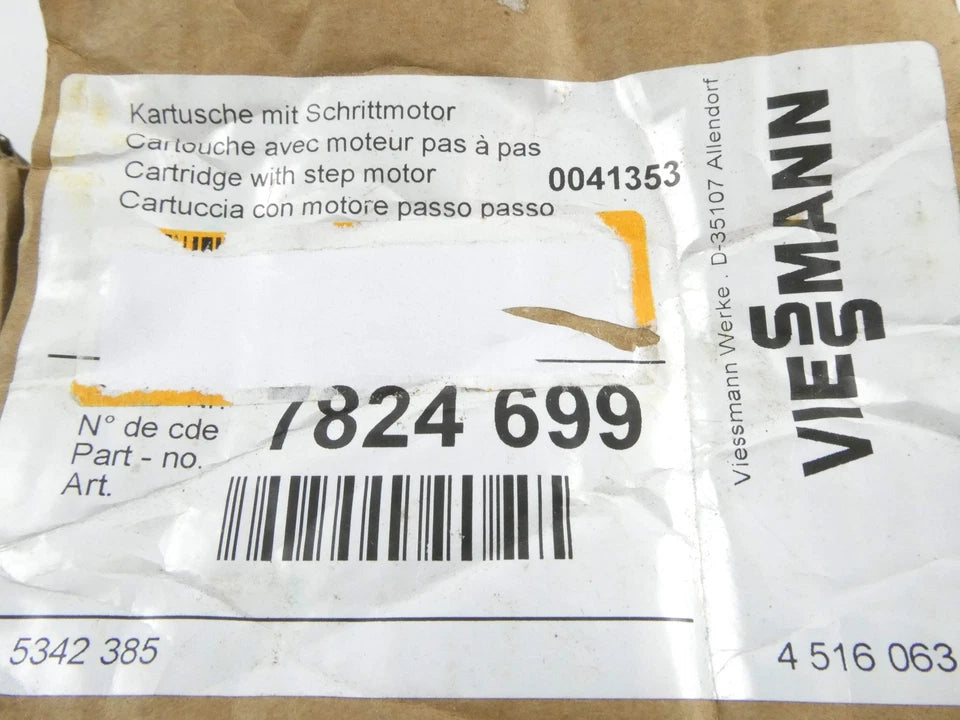 Kartusche mit Schrittmotor
Cartouche avec moteur pas à pas
Cartridge with step motor
0041353
Cartuccia con motore passo passo
7824 699
N° de cde
Part - no.
Art.
5342 385
4 516 063
Viessmann Werke . D-35107 Allendorf
VIESSMANN